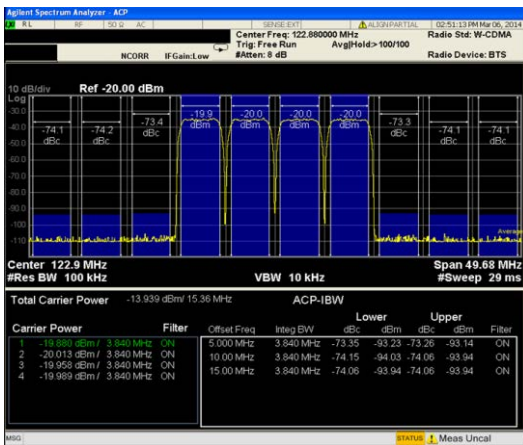 Agilent Spectrum Analyzer - ACP
RL RF 50 Ω AC SENSE:EXT ALIGN PARTIAL 02:51:13 PM Mar 06, 2014
Center Freq: 122.880000 MHz Radio Std: W-CDMA
Trig: Free Run Avg|Hold:>100/100
NCORR IFGain:Low #Atten: 8 dB Radio Device: BTS
10 dB/div Ref -20.00 dBm
Log
-30.0
-40.0
-50.0
-60.0
-70.0
-80.0
-90.0
-100
-110
-74.1 dBc
-74.2 dBc
-73.4 dBc
-19.9 dBm
-20.0 dBm
-20.0 dBm
-20.0 dBm
-73.3 dBc
-74.1 dBc
-74.1 dBc
Average
Center 122.9 MHz Span 49.68 MHz
#Res BW 100 kHz VBW 10 kHz #Sweep 29 ms
Total Carrier Power -13.939 dBm/ 15.36 MHz ACP-IBW
Lower Upper
Carrier Power Filter Offset Freq Integ BW dBc dBm dBc dBm Filter
1 -19.880 dBm / 3.840 MHz ON 5.000 MHz 3.840 MHz -73.35 -93.23 -73.26 -93.14 ON
2 -20.013 dBm / 3.840 MHz ON 10.00 MHz 3.840 MHz -74.15 -94.03 -74.06 -93.94 ON
3 -19.958 dBm / 3.840 MHz ON 15.00 MHz 3.840 MHz -74.06 -93.94 -74.06 -93.94 ON
4 -19.989 dBm / 3.840 MHz ON
MSG STATUS Meas Uncal